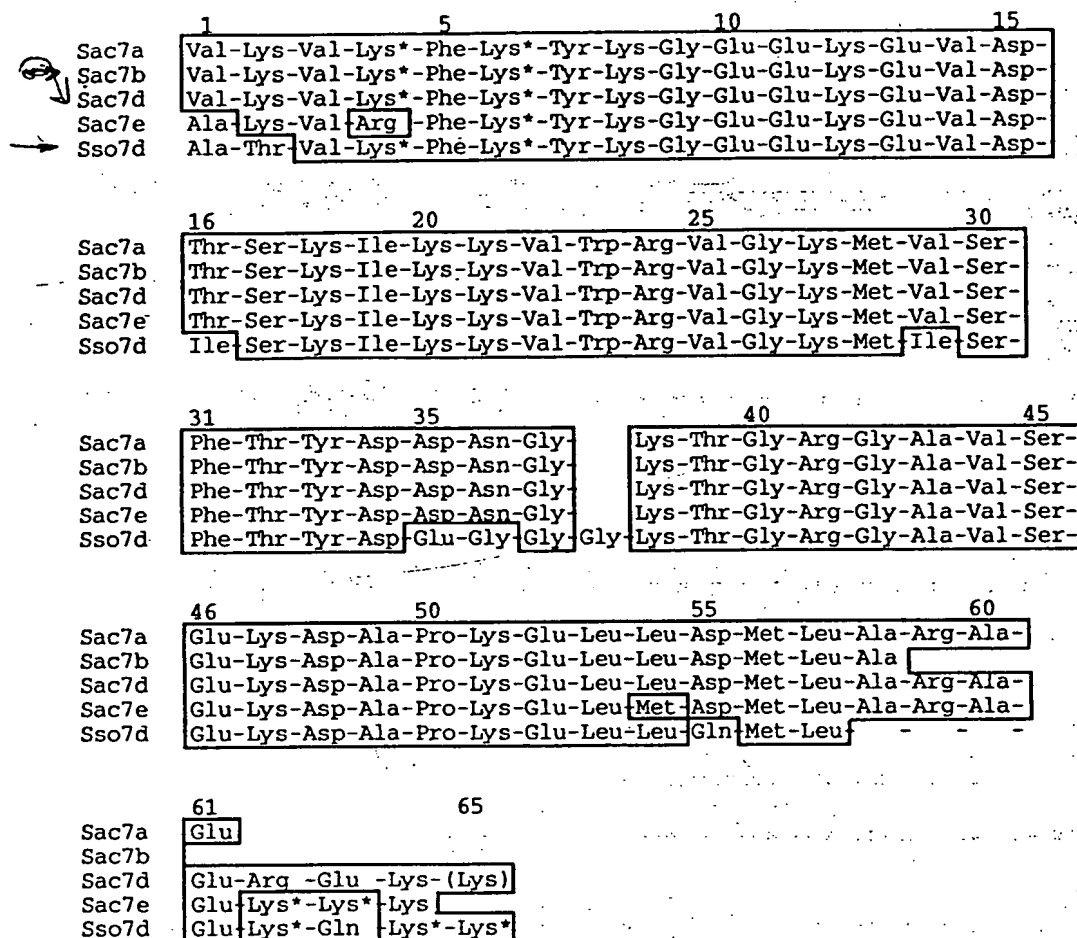 1 5 10 15
Sac7a Val-Lys-Val-Lys*-Phe-Lys*-Tyr-Lys-Gly-Glu-Glu-Lys-Glu-Val-Asp-
Sac7b Val-Lys-Val-Lys*-Phe-Lys*-Tyr-Lys-Gly-Glu-Glu-Lys-Glu-Val-Asp-
Sac7d Val-Lys-Val-Lys*-Phe-Lys*-Tyr-Lys-Gly-Glu-Glu-Lys-Glu-Val-Asp-
Sac7e Ala-Lys-Val-Arg -Phe-Lys*-Tyr-Lys-Gly-Glu-Glu-Lys-Glu-Val-Asp-
Sso7d Ala-Thr-Val-Lys*-Phe-Lys*-Tyr-Lys-Gly-Glu-Glu-Lys-Glu-Val-Asp-
16 20 25 30
Sac7a Thr-Ser-Lys-Ile-Lys-Lys-Val-Trp-Arg-Val-Gly-Lys-Met-Val-Ser-
Sac7b Thr-Ser-Lys-Ile-Lys-Lys-Val-Trp-Arg-Val-Gly-Lys-Met-Val-Ser-
Sac7d Thr-Ser-Lys-Ile-Lys-Lys-Val-Trp-Arg-Val-Gly-Lys-Met-Val-Ser-
Sac7e Thr-Ser-Lys-Ile-Lys-Lys-Val-Trp-Arg-Val-Gly-Lys-Met-Val-Ser-
Sso7d Ile-Ser-Lys-Ile-Lys-Lys-Val-Trp-Arg-Val-Gly-Lys-Met-Ile-Ser-
31 35 40 45
Sac7a Phe-Thr-Tyr-Asp-Asp-Asn-Gly- Lys-Thr-Gly-Arg-Gly-Ala-Val-Ser-
Sac7b Phe-Thr-Tyr-Asp-Asp-Asn-Gly- Lys-Thr-Gly-Arg-Gly-Ala-Val-Ser-
Sac7d Phe-Thr-Tyr-Asp-Asp-Asn-Gly- Lys-Thr-Gly-Arg-Gly-Ala-Val-Ser-
Sac7e Phe-Thr-Tyr-Asp-Asp-Asn-Gly- Lys-Thr-Gly-Arg-Gly-Ala-Val-Ser-
Sso7d Phe-Thr-Tyr-Asp-Glu-Gly-Gly-Gly-Lys-Thr-Gly-Arg-Gly-Ala-Val-Ser-
46 50 55 60
Sac7a Glu-Lys-Asp-Ala-Pro-Lys-Glu-Leu-Leu-Asp-Met-Leu-Ala-Arg-Ala-
Sac7b Glu-Lys-Asp-Ala-Pro-Lys-Glu-Leu-Leu-Asp-Met-Leu-Ala
Sac7d Glu-Lys-Asp-Ala-Pro-Lys-Glu-Leu-Leu-Asp-Met-Leu-Ala-Arg-Ala-
Sac7e Glu-Lys-Asp-Ala-Pro-Lys-Glu-Leu-Met-Asp-Met-Leu-Ala-Arg-Ala-
Sso7d Glu-Lys-Asp-Ala-Pro-Lys-Glu-Leu-Leu-Gln-Met-Leu- - - -
61 65
Sac7a Glu
Sac7b
Sac7d Glu-Arg -Glu -Lys-(Lys)
Sac7e Glu-Lys*-Lys*-Lys
Sso7d Glu-Lys*-Gln -Lys*-Lys*